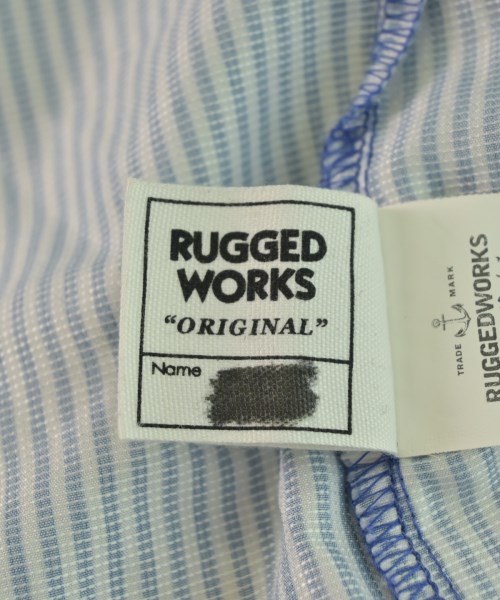 RUGGED
WORKS
“ORIGINAL”
Name
TRADE MARK
RUGGEDWORKS